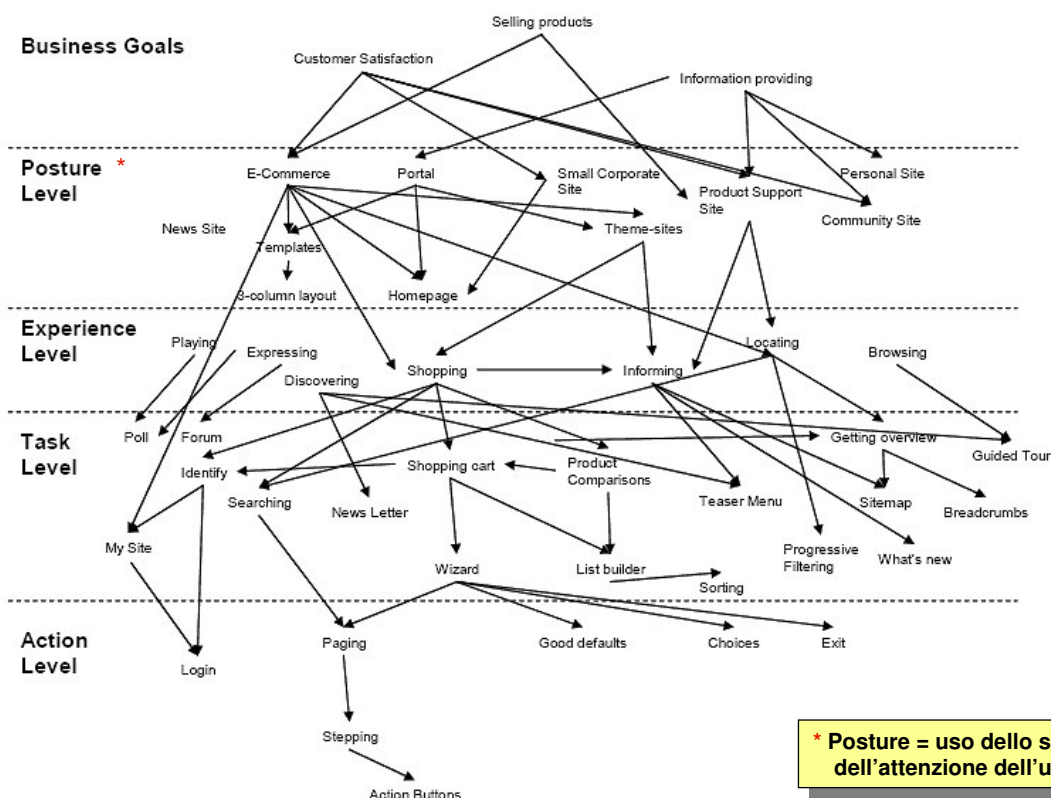 Selling products
Business Goals
Customer Satisfaction
Information providing
Posture *
Level
E-Commerce
Portal
Small Corporate
Site
Product Support
Site
Personal Site
Community Site
News Site
Theme-sites
Templates
3-column layout
Homepage
Experience
Level
Playing
Expressing
Discovering
Shopping
Informing
Locating
Browsing
Task
Level
Poll
Forum
Getting overview
Guided Tour
Identify
Shopping cart
Product
Comparisons
Searching
News Letter
Teaser Menu
Sitemap
Breadcrumbs
My Site
Wizard
List builder
Sorting
Progressive
Filtering
What's new
Action
Level
Paging
Good defaults
Choices
Exit
Login
Stepping
Action Buttons
* Posture = uso dello s
dell'attenzione dell'u